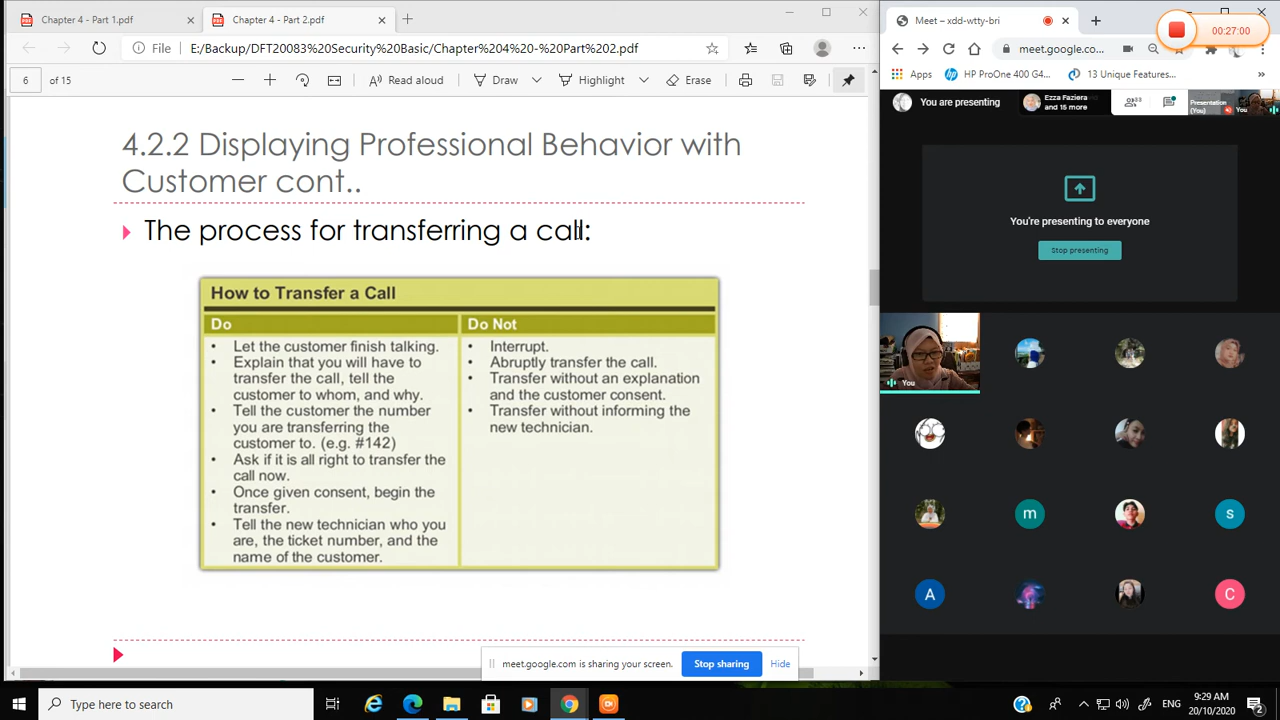 Chapter 4 - Part 1.pdf
Chapter 4 - Part 2.pdf
File
E:/Backup/DFT20083%20Security%20Basic/Chapter%204%20-%20Part%202.pdf
6 of 15
Read aloud
Draw
Highlight
Erase
4.2.2 Displaying Professional Behavior with
Customer cont..
The process for transferring a call:
How to Transfer a Call
Do
• Let the customer finish talking.
• Explain that you will have to
transfer the call, tell the
customer to whom, and why.
• Tell the customer the number
you are transferring the
customer to. (e.g. #142)
• Ask if it is all right to transfer the
call now.
• Once given consent, begin the
transfer.
• Tell the new technician who you
are, the ticket number, and the
name of the customer.
Do Not
• Interrupt.
• Abruptly transfer the call.
• Transfer without an explanation
and the customer consent.
• Transfer without informing the
new technician.
meet.google.com is sharing your screen.
Stop sharing
Hide
Meet – xdd-wtty-bri
00:27:00
meet.google.co...
Apps
HP ProOne 400 G4...
13 Unique Features...
»
You are presenting
Ezza Faziera
and 15 more
33
Presentation
(You)
You
You're presenting to everyone
Stop presenting
You
m
s
A
C
Type here to search
ENG
9:29 AM
20/10/2020
2